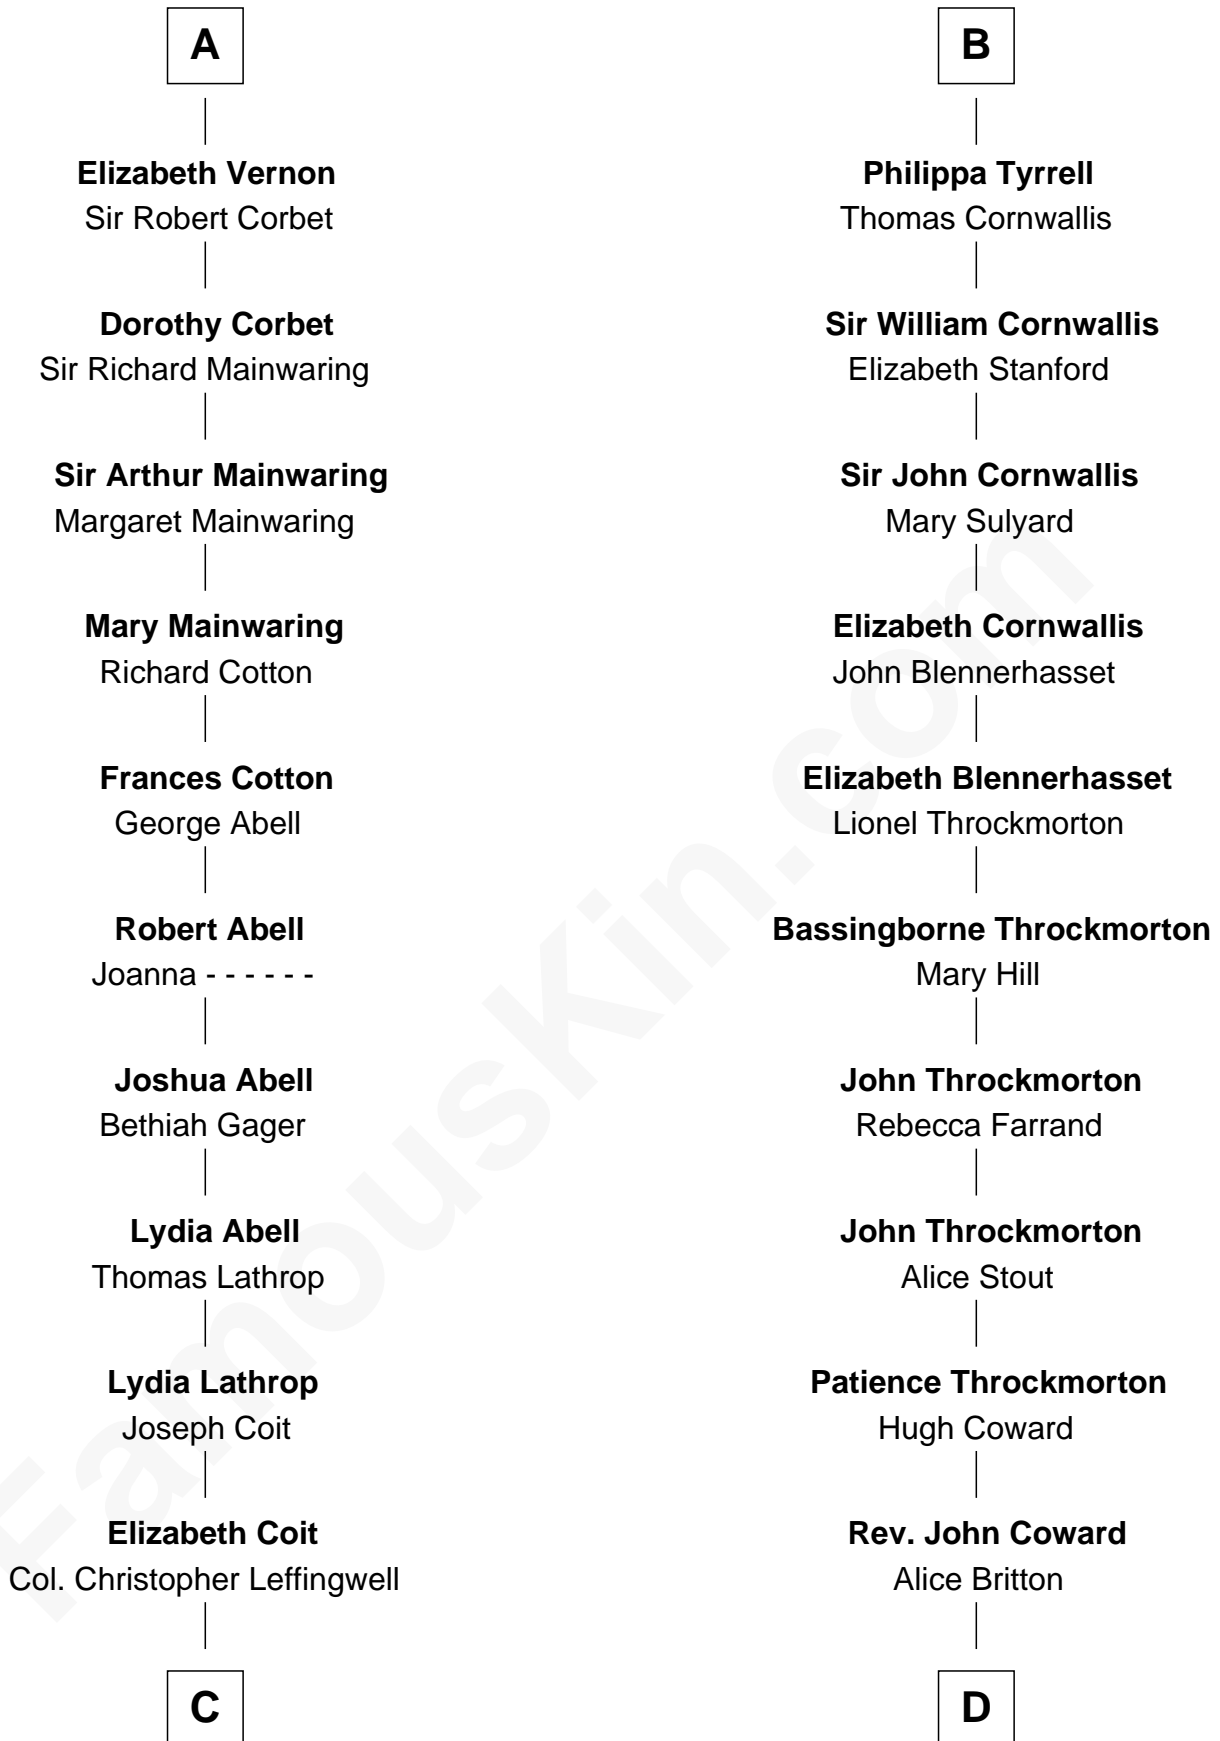 A
Elizabeth Vernon
Sir Robert Corbet
Dorothy Corbet
Sir Richard Mainwaring
Sir Arthur Mainwaring
Margaret Mainwaring
Mary Mainwaring
Richard Cotton
Frances Cotton
George Abell
Robert Abell
Joanna - - - - - -
Joshua Abell
Bethiah Gager
Lydia Abell
Thomas Lathrop
Lydia Lathrop
Joseph Coit
Elizabeth Coit
Col. Christopher Leffingwell
C
B
Philippa Tyrrell
Thomas Cornwallis
Sir William Cornwallis
Elizabeth Stanford
Sir John Cornwallis
Mary Sulyard
Elizabeth Cornwallis
John Blennerhasset
Elizabeth Blennerhasset
Lionel Throckmorton
Bassingborne Throckmorton
Mary Hill
John Throckmorton
Rebecca Farrand
John Throckmorton
Alice Stout
Patience Throckmorton
Hugh Coward
Rev. John Coward
Alice Britton
D
FamousKin.com